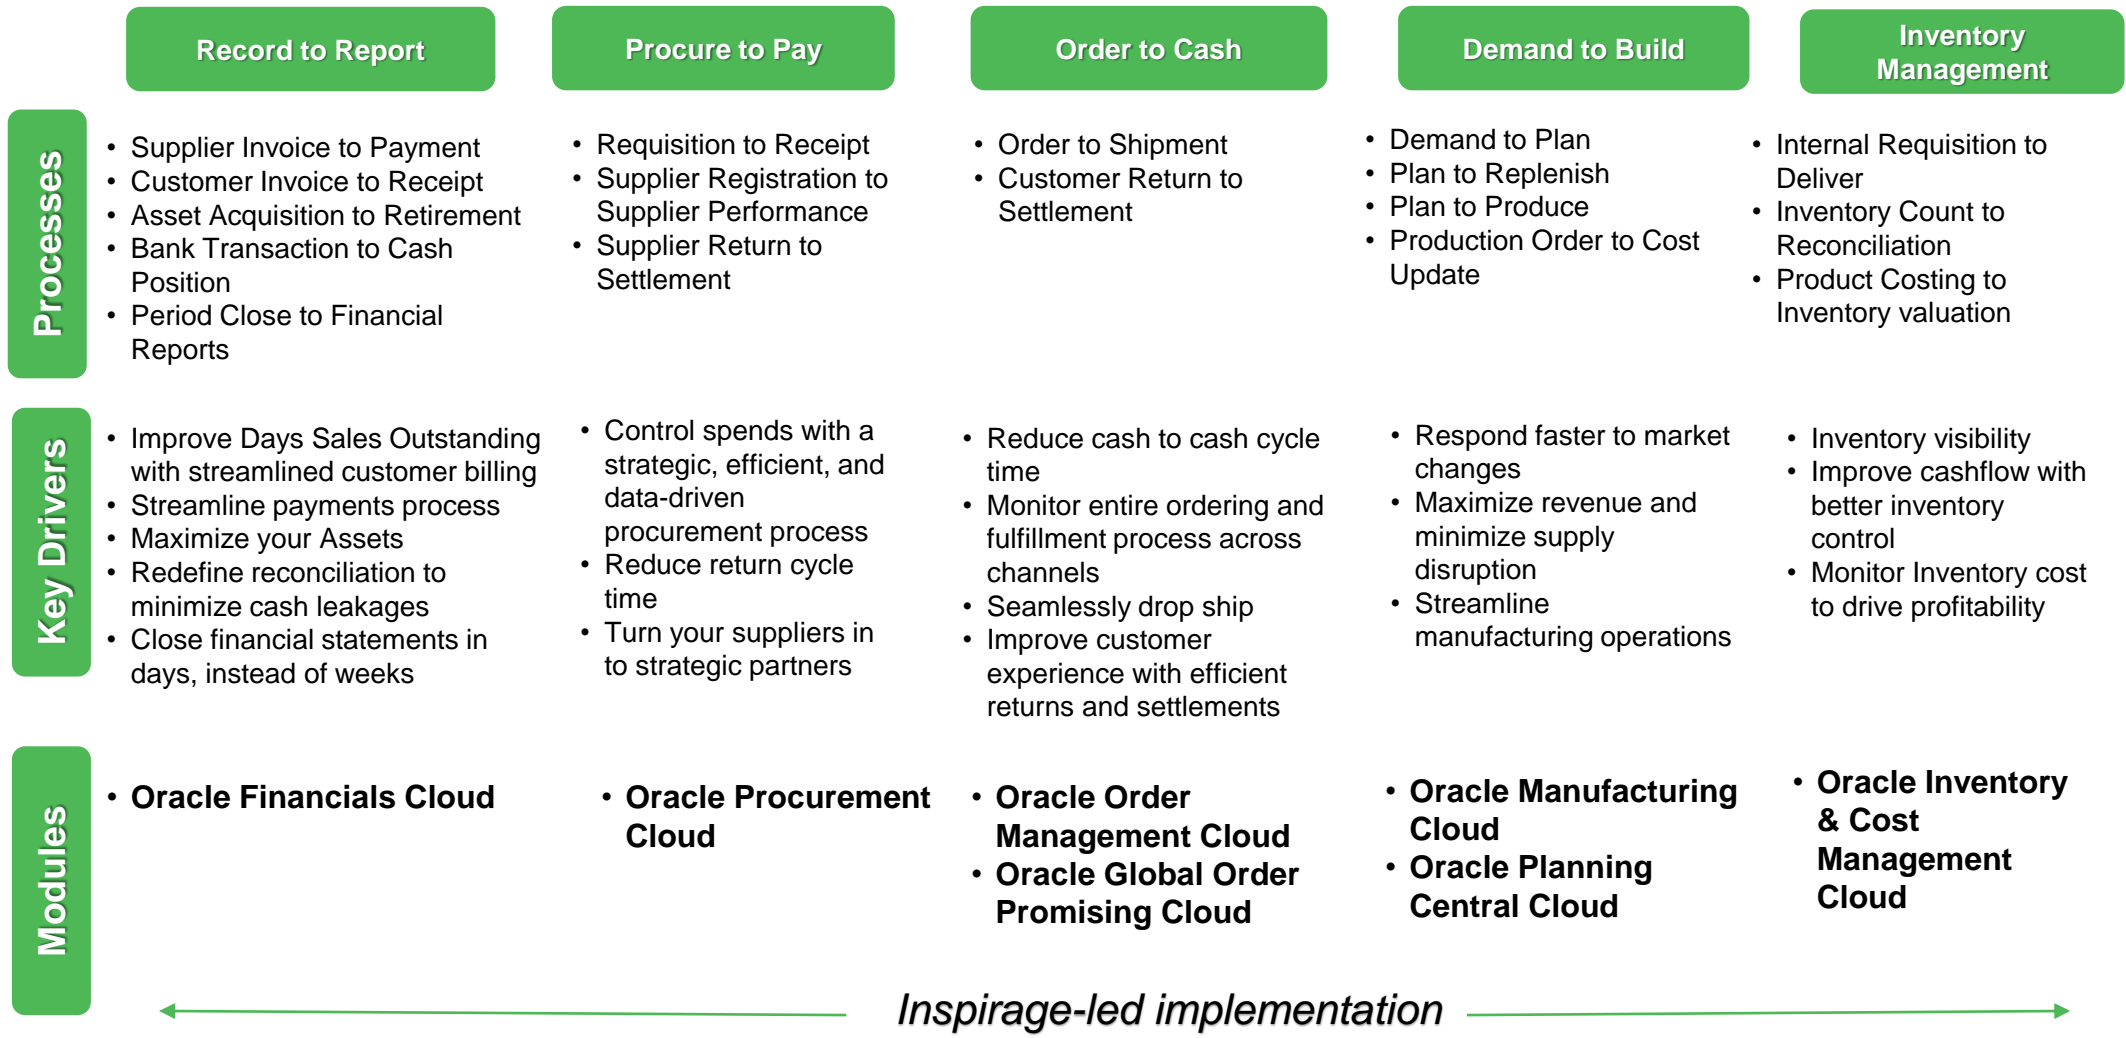 Record to Report
Procure to Pay
Order to Cash
Demand to Build
Inventory
Management
Processes
• Supplier Invoice to Payment
• Customer Invoice to Receipt
• Asset Acquisition to Retirement
• Bank Transaction to Cash
Position
• Period Close to Financial
Reports
• Requisition to Receipt
• Supplier Registration to
Supplier Performance
• Supplier Return to
Settlement
• Order to Shipment
• Customer Return to
Settlement
• Demand to Plan
• Plan to Replenish
• Plan to Produce
• Production Order to Cost
Update
• Internal Requisition to
Deliver
• Inventory Count to
Reconciliation
• Product Costing to
Inventory valuation
Key Drivers
• Improve Days Sales Outstanding
with streamlined customer billing
• Streamline payments process
• Maximize your Assets
• Redefine reconciliation to
minimize cash leakages
• Close financial statements in
days, instead of weeks
• Control spends with a
strategic, efficient, and
data-driven
procurement process
• Reduce return cycle
time
• Turn your suppliers in
to strategic partners
• Reduce cash to cash cycle
time
• Monitor entire ordering and
fulfillment process across
channels
• Seamlessly drop ship
• Improve customer
experience with efficient
returns and settlements
• Respond faster to market
changes
• Maximize revenue and
minimize supply
disruption
• Streamline
manufacturing operations
• Inventory visibility
• Improve cashflow with
better inventory
control
• Monitor Inventory cost
to drive profitability
Modules
• Oracle Financials Cloud
• Oracle Procurement
Cloud
• Oracle Order
Management Cloud
• Oracle Global Order
Promising Cloud
• Oracle Manufacturing
Cloud
• Oracle Planning
Central Cloud
• Oracle Inventory
& Cost
Management
Cloud
Inspirage-led implementation